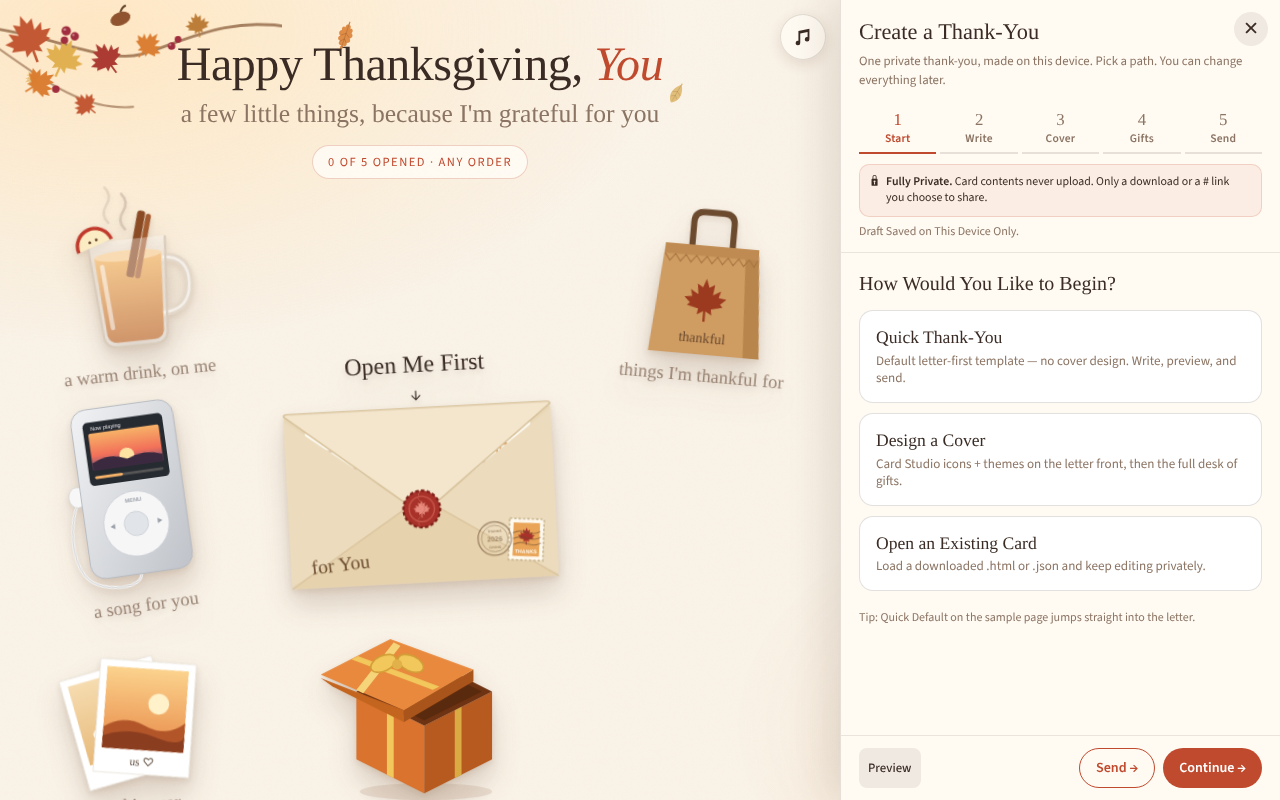 Happy Thanksgiving, You
a few little things, because I'm grateful for you
0 OF 5 OPENED · ANY ORDER
a warm drink, on me
thankful
things I'm thankful for
Open Me First
↓
Now playing
MENU
a song for you
2025
THANKS
for You
us ♡
Create a Thank-You
One private thank-you, made on this device. Pick a path. You can change
everything later.
1 Start
2 Write
3 Cover
4 Gifts
5 Send
Fully Private. Card contents never upload. Only a download or a # link
you choose to share.
Draft Saved on This Device Only.
How Would You Like to Begin?
Quick Thank-You
Default letter-first template — no cover design. Write, preview, and
send.
Design a Cover
Card Studio icons + themes on the letter front, then the full desk of
gifts.
Open an Existing Card
Load a downloaded .html or .json and keep editing privately.
Tip: Quick Default on the sample page jumps straight into the letter.
Preview
Send →
Continue →